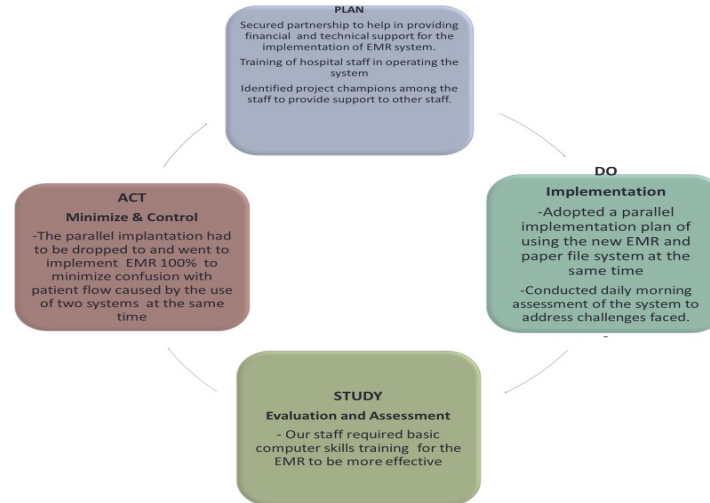 PLAN
Secured partnership to help in providing
financial and technical support for the
implementation of EMR system.
Training of hospital staff in operating the
system
Identified project champions among the
staff to provide support to other staff.
DO
Implementation
-Adopted a parallel
implementation plan of
using the new EMR and
paper file system at the
same time
-Conducted daily morning
assessment of the system to
address challenges faced.
-
STUDY
Evaluation and Assessment
- Our staff required basic
computer skills training for the
EMR to be more effective
ACT
Minimize & Control
-The parallel implantation had
to be dropped to and went to
implement EMR 100% to
minimize confusion with
patient flow caused by the use
of two systems at the same
time